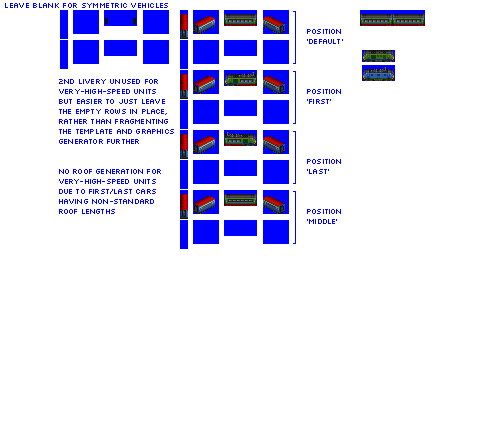 LEAVE BLANK FOR SYMMETRIC VEHICLES
POSITION
'DEFAULT'
2ND LIVERY UNUSED FOR
VERY-HIGH-SPEED UNITS
BUT EASIER TO JUST LEAVE
THE EMPTY ROWS IN PLACE,
RATHER THAN FRAGMENTING
THE TEMPLATE AND GRAPHICS
GENERATOR FURTHER
POSITION
'FIRST'
NO ROOF GENERATION FOR
VERY-HIGH-SPEED UNITS
DUE TO FIRST/LAST CARS
HAVING NON-STANDARD
ROOF LENGTHS
POSITION
'LAST'
POSITION
'MIDDLE'